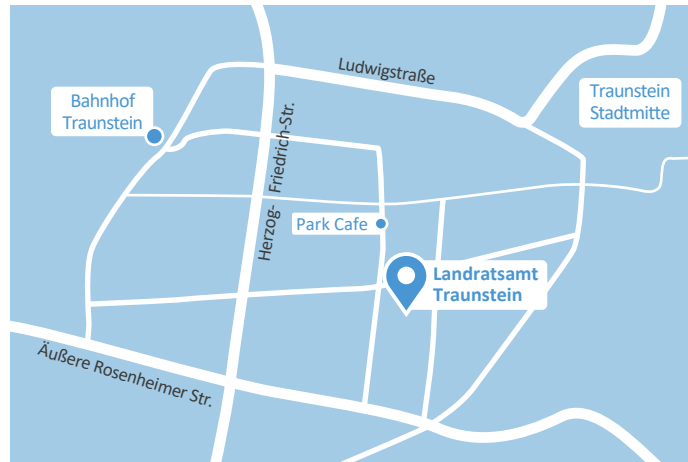 Ludwigstraße
Bahnhof
Traunstein
Traunstein
Stadtmitte
Herzog-
Friedrich-Str.
Park Cafe
Landratsamt
Traunstein
Äußere Rosenheimer Str.